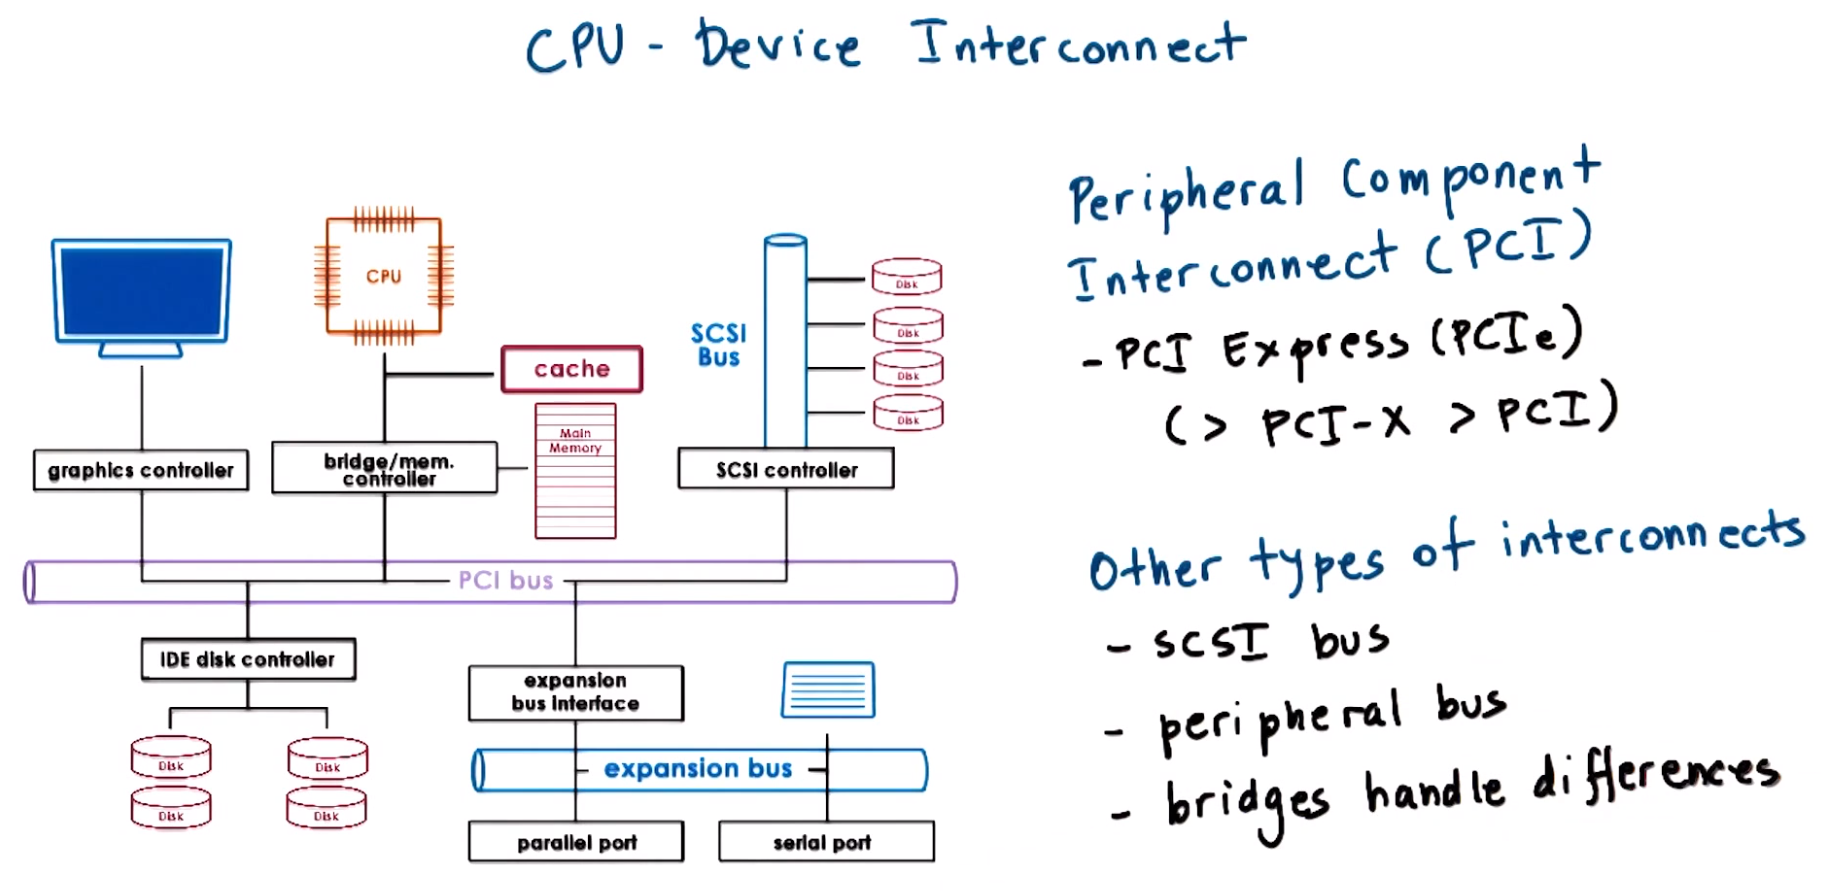 CPU - Device Interconnect
CPU
cache
Main
Memory
SCSI
Bus
Disk
Disk
Disk
Disk
graphics controller
bridge/mem.
controller
SCSI controller
PCI bus
IDE disk controller
Disk
Disk
Disk
Disk
expansion
bus interface
expansion bus
parallel port
serial port
Peripheral Component
Interconnect (PCI)
- PCI Express (PCIe)
(> PCI-X > PCI)
Other types of interconnects
- SCSI bus
- peripheral bus
- bridges handle differences